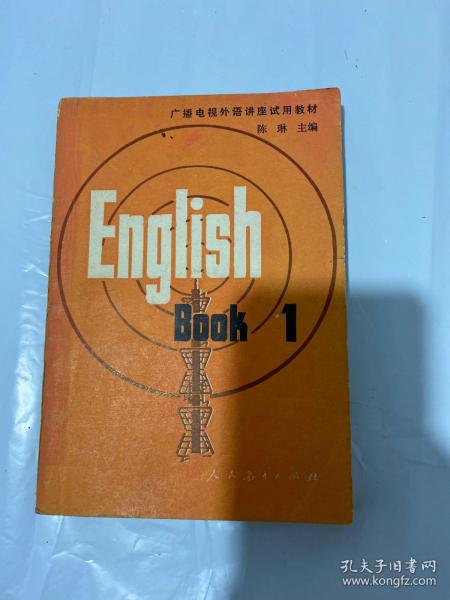 广播电视外语讲座试用教材
陈琳 主编
English
Book 1
人民教育出版社
孔夫子旧书网
www.kongfz.com